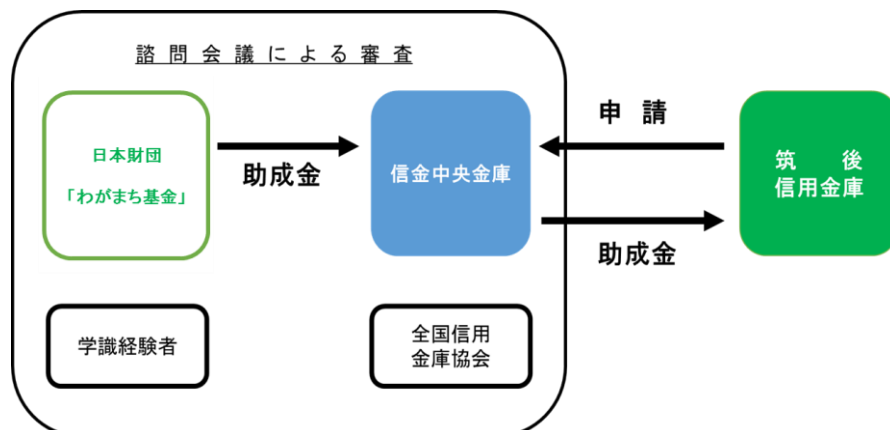 諮問会議による審査
日本財団
「わがまち基金」
助成金
信金中央金庫
申請
助成金
筑後
信用金庫
学識経験者
全国信用
金庫協会